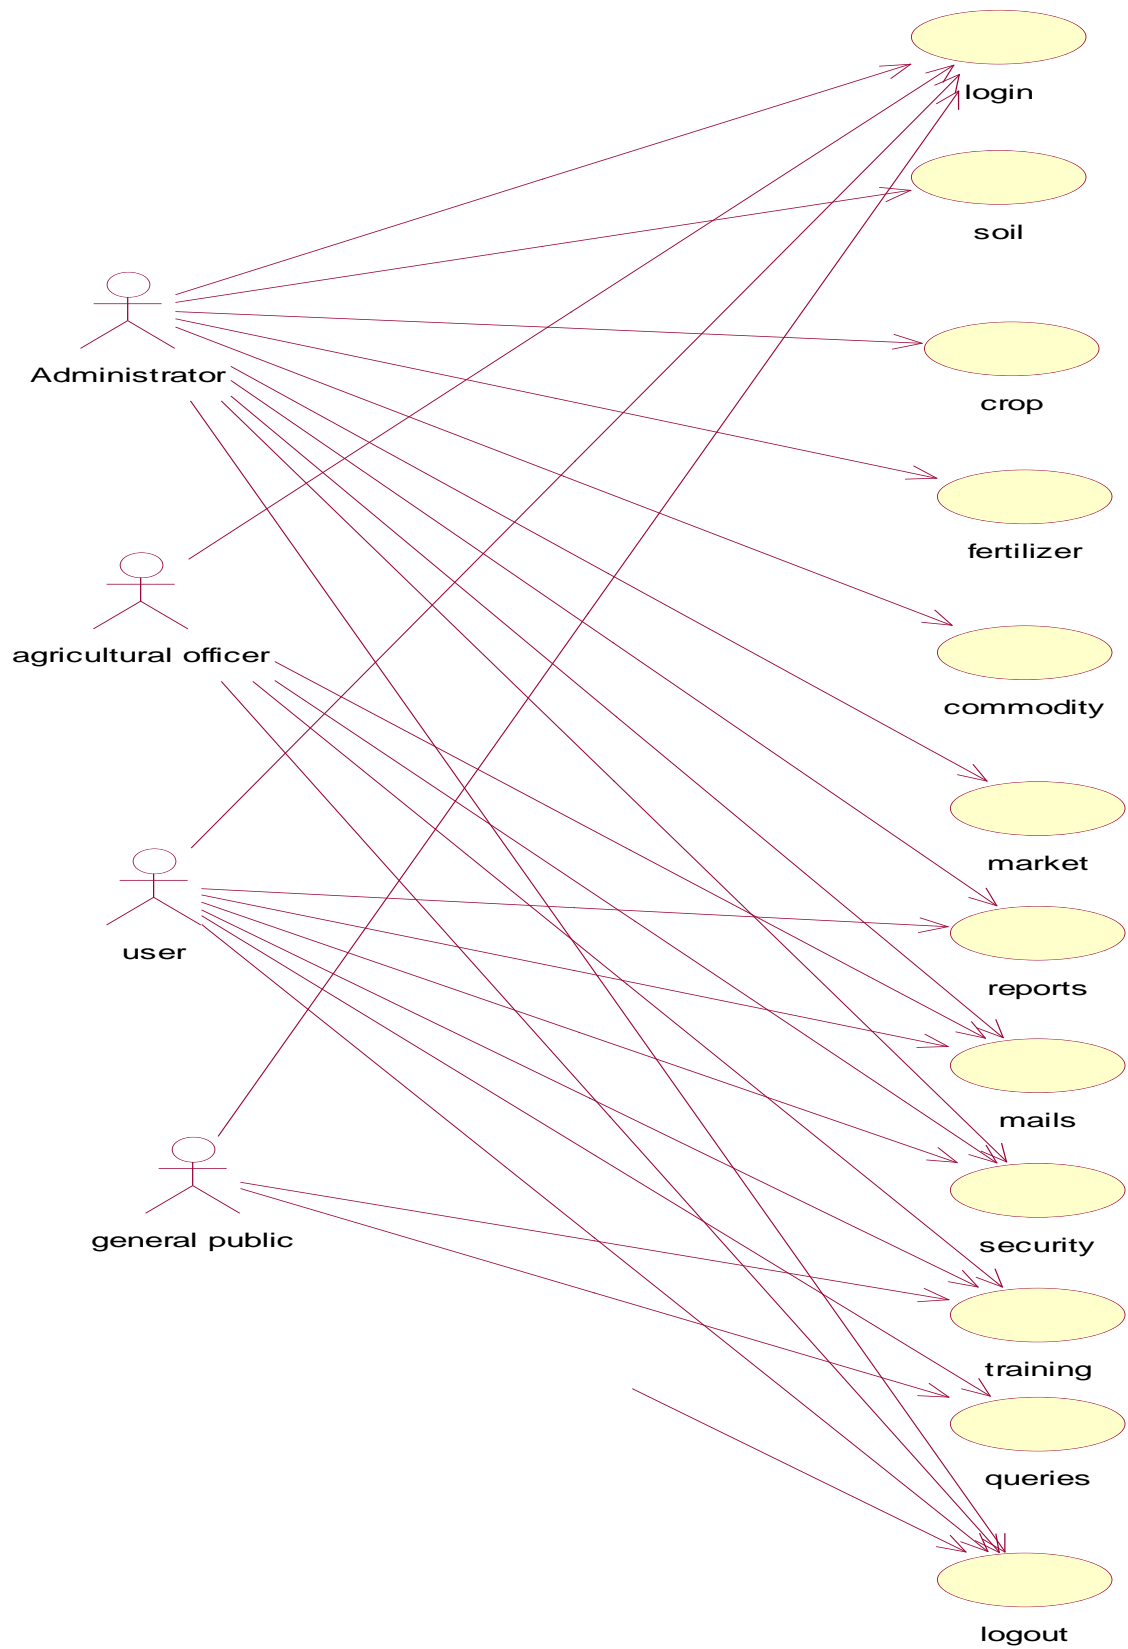 login
soil
Administrator
crop
fertilizer
agricultural officer
commodity
market
user
reports
mails
general public
security
training
queries
logout